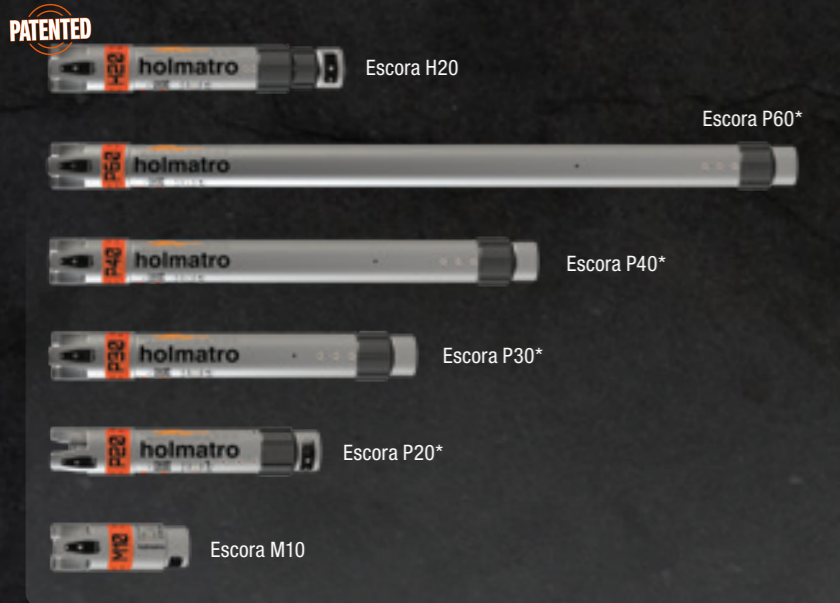 PATENTED
H20 holmatro
Escora H20
Escora P60*
P60 holmatro
P40 holmatro
Escora P40*
P30 holmatro
Escora P30*
P20 holmatro
Escora P20*
M10 holmatro
Escora M10